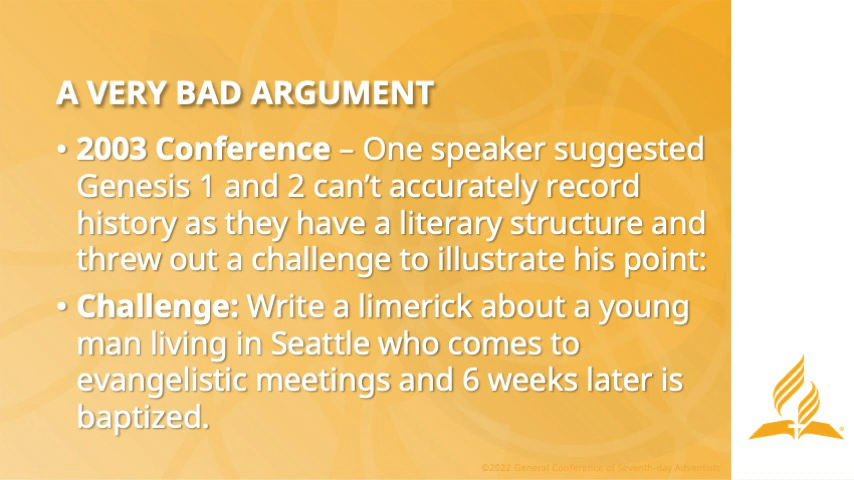 A VERY BAD ARGUMENT
• 2003 Conference – One speaker suggested
Genesis 1 and 2 can’t accurately record
history as they have a literary structure and
threw out a challenge to illustrate his point:
• Challenge: Write a limerick about a young
man living in Seattle who comes to
evangelistic meetings and 6 weeks later is
baptized.
©2022 General Conference of Seventh-day Adventists